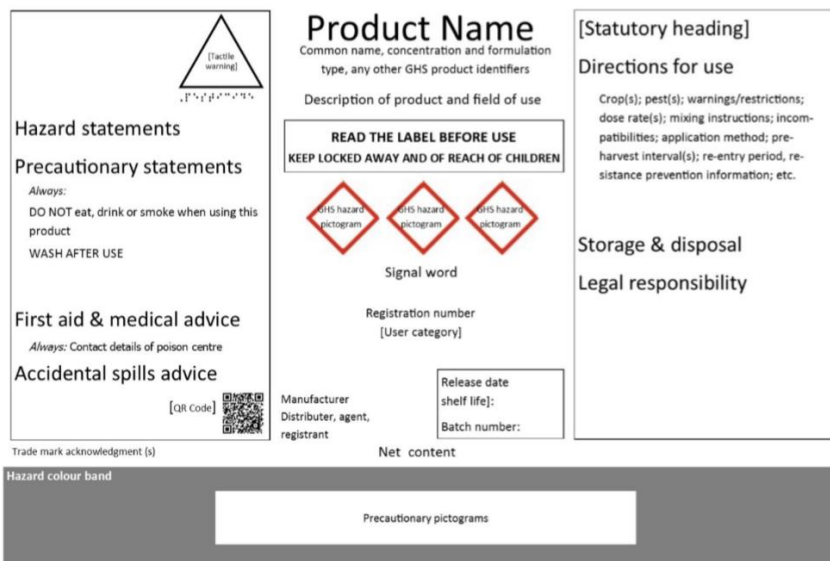 [Tactile
warning]
Hazard statements
Precautionary statements
Always:
DO NOT eat, drink or smoke when using this
product
WASH AFTER USE
First aid & medical advice
Always: Contact details of poison centre
Accidental spills advice
[QR Code]
Trade mark acknowledgment (s)
Product Name
Common name, concentration and formulation
type, any other GHS product identifiers
Description of product and field of use
READ THE LABEL BEFORE USE
KEEP LOCKED AWAY AND OF REACH OF CHILDREN
GHS hazard
pictogram
GHS hazard
pictogram
GHS hazard
pictogram
Signal word
Registration number
[User category]
Manufacturer
Distributer, agent,
registrant
Release date
shelf life]:
Batch number:
Net content
[Statutory heading]
Directions for use
Crop(s); pest(s); warnings/restrictions;
dose rate(s); mixing instructions; incom-
patibilities; application method; pre-
harvest interval(s); re-entry period, re-
sistance prevention information; etc.
Storage & disposal
Legal responsibility
Hazard colour band
Precautionary pictograms